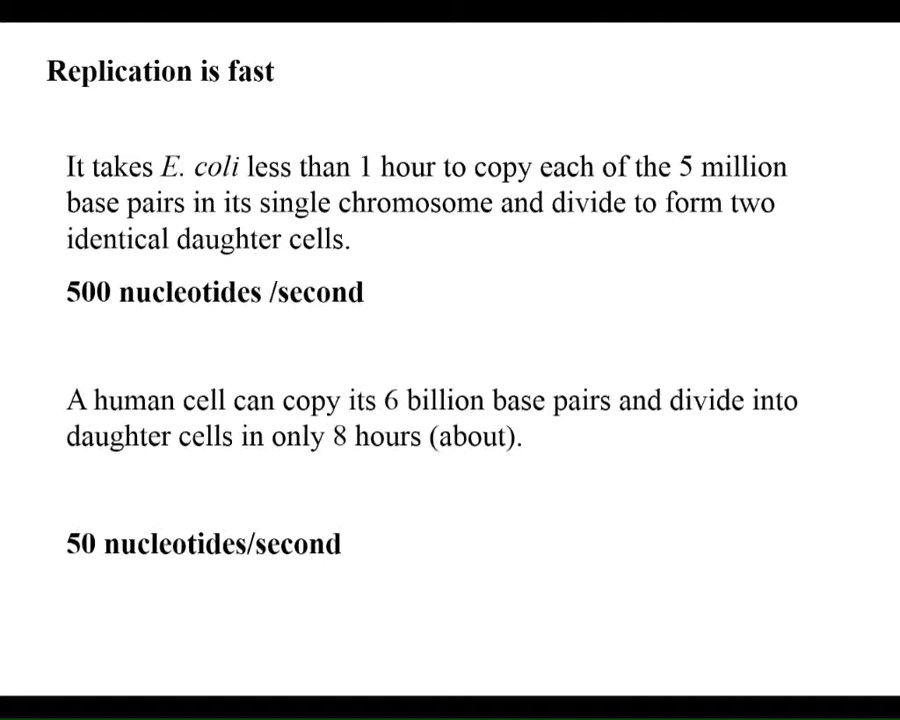 Replication is fast
It takes E. coli less than 1 hour to copy each of the 5 million
base pairs in its single chromosome and divide to form two
identical daughter cells.
500 nucleotides /second
A human cell can copy its 6 billion base pairs and divide into
daughter cells in only 8 hours (about).
50 nucleotides/second